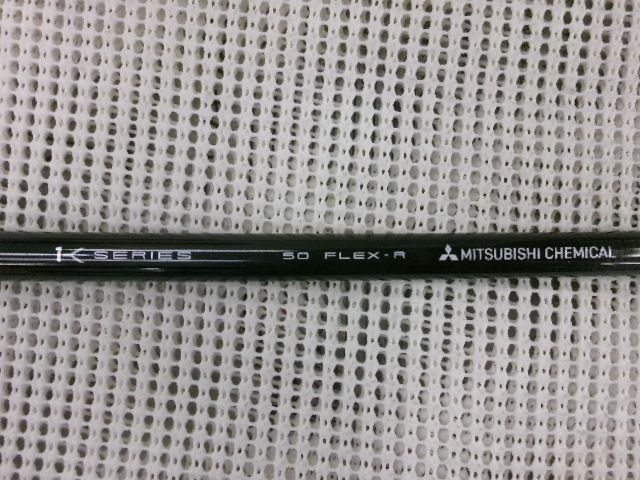 1K SERIES 50 FLEX-R MITSUBISHI CHEMICAL